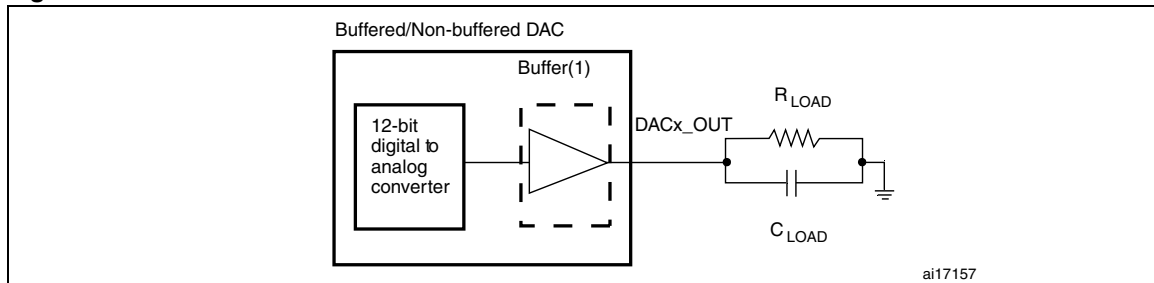 Buffered/Non-buffered DAC
Buffer(1)
12-bit
digital to
analog
converter
DACx_OUT
R LOAD
C LOAD
ai17157